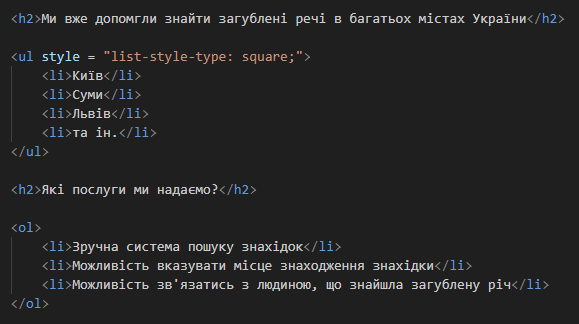 <h2>Ми вже допомгли знайти загублені речі в багатьох містах України</h2>
<ul style = "list-style-type: square;">
<li>Київ</li>
<li>Суми</li>
<li>Львів</li>
<li>та ін.</li>
</ul>
<h2>Які послуги ми надаємо?</h2>
<ol>
<li>Зручна система пошуку знахідок</li>
<li>Можливість вказувати місце знаходження знахідки</li>
<li>Можливість зв'язатись з людиною, що знайшла загублену річ</li>
</ol>